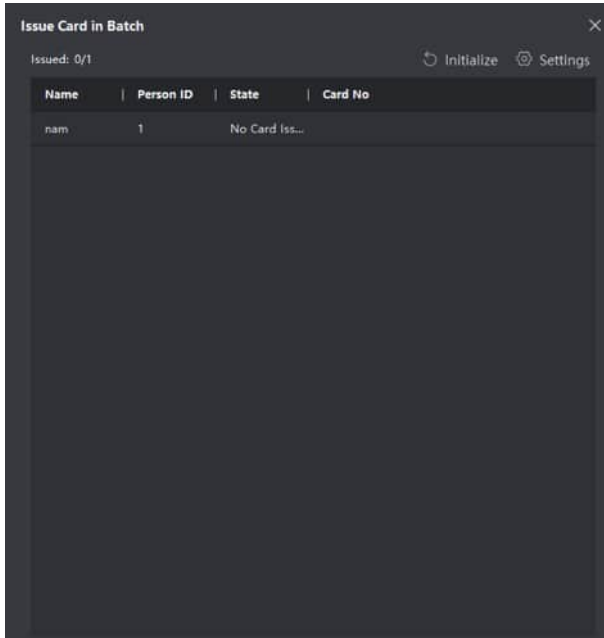 Issue Card in Batch
Issued: 0/1 Initialize Settings
Name | Person ID | State | Card No
nam 1 No Card Iss...